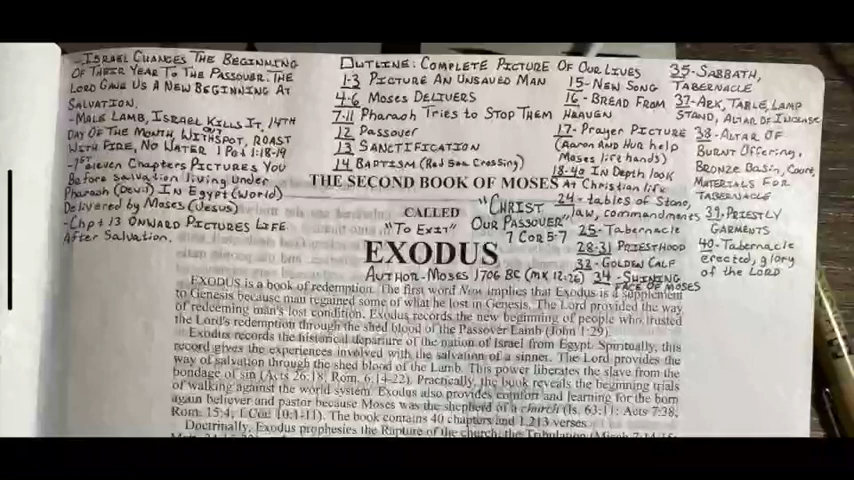 -ISRAEL CHANGES THE BEGINNING
OF THEIR YEAR TO THE PASSOVER. THE
LORD GAVE US A NEW BEGINNING AT
SALVATION.
-MALE LAMB, ISRAEL KILLS IT, 14TH
DAY OF THE MONTH, WITHOUT SPOT, ROAST
WITH FIRE, NO WATER 1 Pet 1:18-19
-1ST eleven Chapters PICTURES YOU
Before salvation living under
Pharaoh (Devil) IN EGYPT (World)
Delivered by Moses (Jesus)
-Chpt 13 ONWARD PICTURES LIFE
After Salvation.
OUTLINE: COMPLETE PICTURE OF OUR LIVES
1-3 PICTURE AN UNSAVED MAN
4-6 MOSES DELIVERS
7-11 Pharaoh Tries to STOP THEM
12 Passover
13 SANCTIFICATION
14 BAPTISM (Red Sea Crossing)
15-NEW SONG
16-BREAD FROM
HEAVEN
17-Prayer PICTURE
(Aaron And Hur help
Moses life hands)
18-40 In Depth look
At Christian life
24-tables of Stone,
law, commandments
25-Tabernacle
28-31 PRIESTHOOD
32-GOLDEN CALF
34-SHINING
FACE OF MOSES
35-SABBATH,
TABERNACLE
37-ARK, TABLE, LAMP
STAND, ALTAR OF INCENSE
38-ALTAR OF
BURNT Offering,
BRONZE Basin, Court,
MATERIALS FOR
TABERNACLE
39-PRIESTLY
GARMENTS
40-Tabernacle
erected, glory
of the LORD
THE SECOND BOOK OF MOSES
CALLED
"To EXIT"
"CHRIST
OUR PASSOVER"
7 COR 5:7
EXODUS
AUTHOR-MOSES 1706 BC (MK 12:26)
EXODUS is a book of redemption. The first word Now implies that Exodus is a supplement
to Genesis because man regained some of what he lost in Genesis. The Lord provided the way
of redeeming man's lost condition. Exodus records the new beginning of people who trusted
the Lord's redemption through the shed blood of the Passover Lamb (John 1:29).
Exodus records the historical departure of the nation of Israel from Egypt. Spiritually, this
record gives the experiences involved with the salvation of a sinner. The Lord provides the
way of salvation through the shed blood of the Lamb. This power liberates the slave from the
bondage of sin (Acts 26:18; Rom. 6:14-22). Practically, the book reveals the beginning trials
of walking against the world system. Exodus also provides comfort and learning for the born
again believer and pastor because Moses was the shepherd of a church (Is. 63:11; Acts 7:38,
Rom. 15:4; I Cor. 10:1-11). The book contains 40 chapters and 1,213 verses.
Doctrinally, Exodus prophesies the Rapture of the church, the Tribulation (Micah 7:14-15;